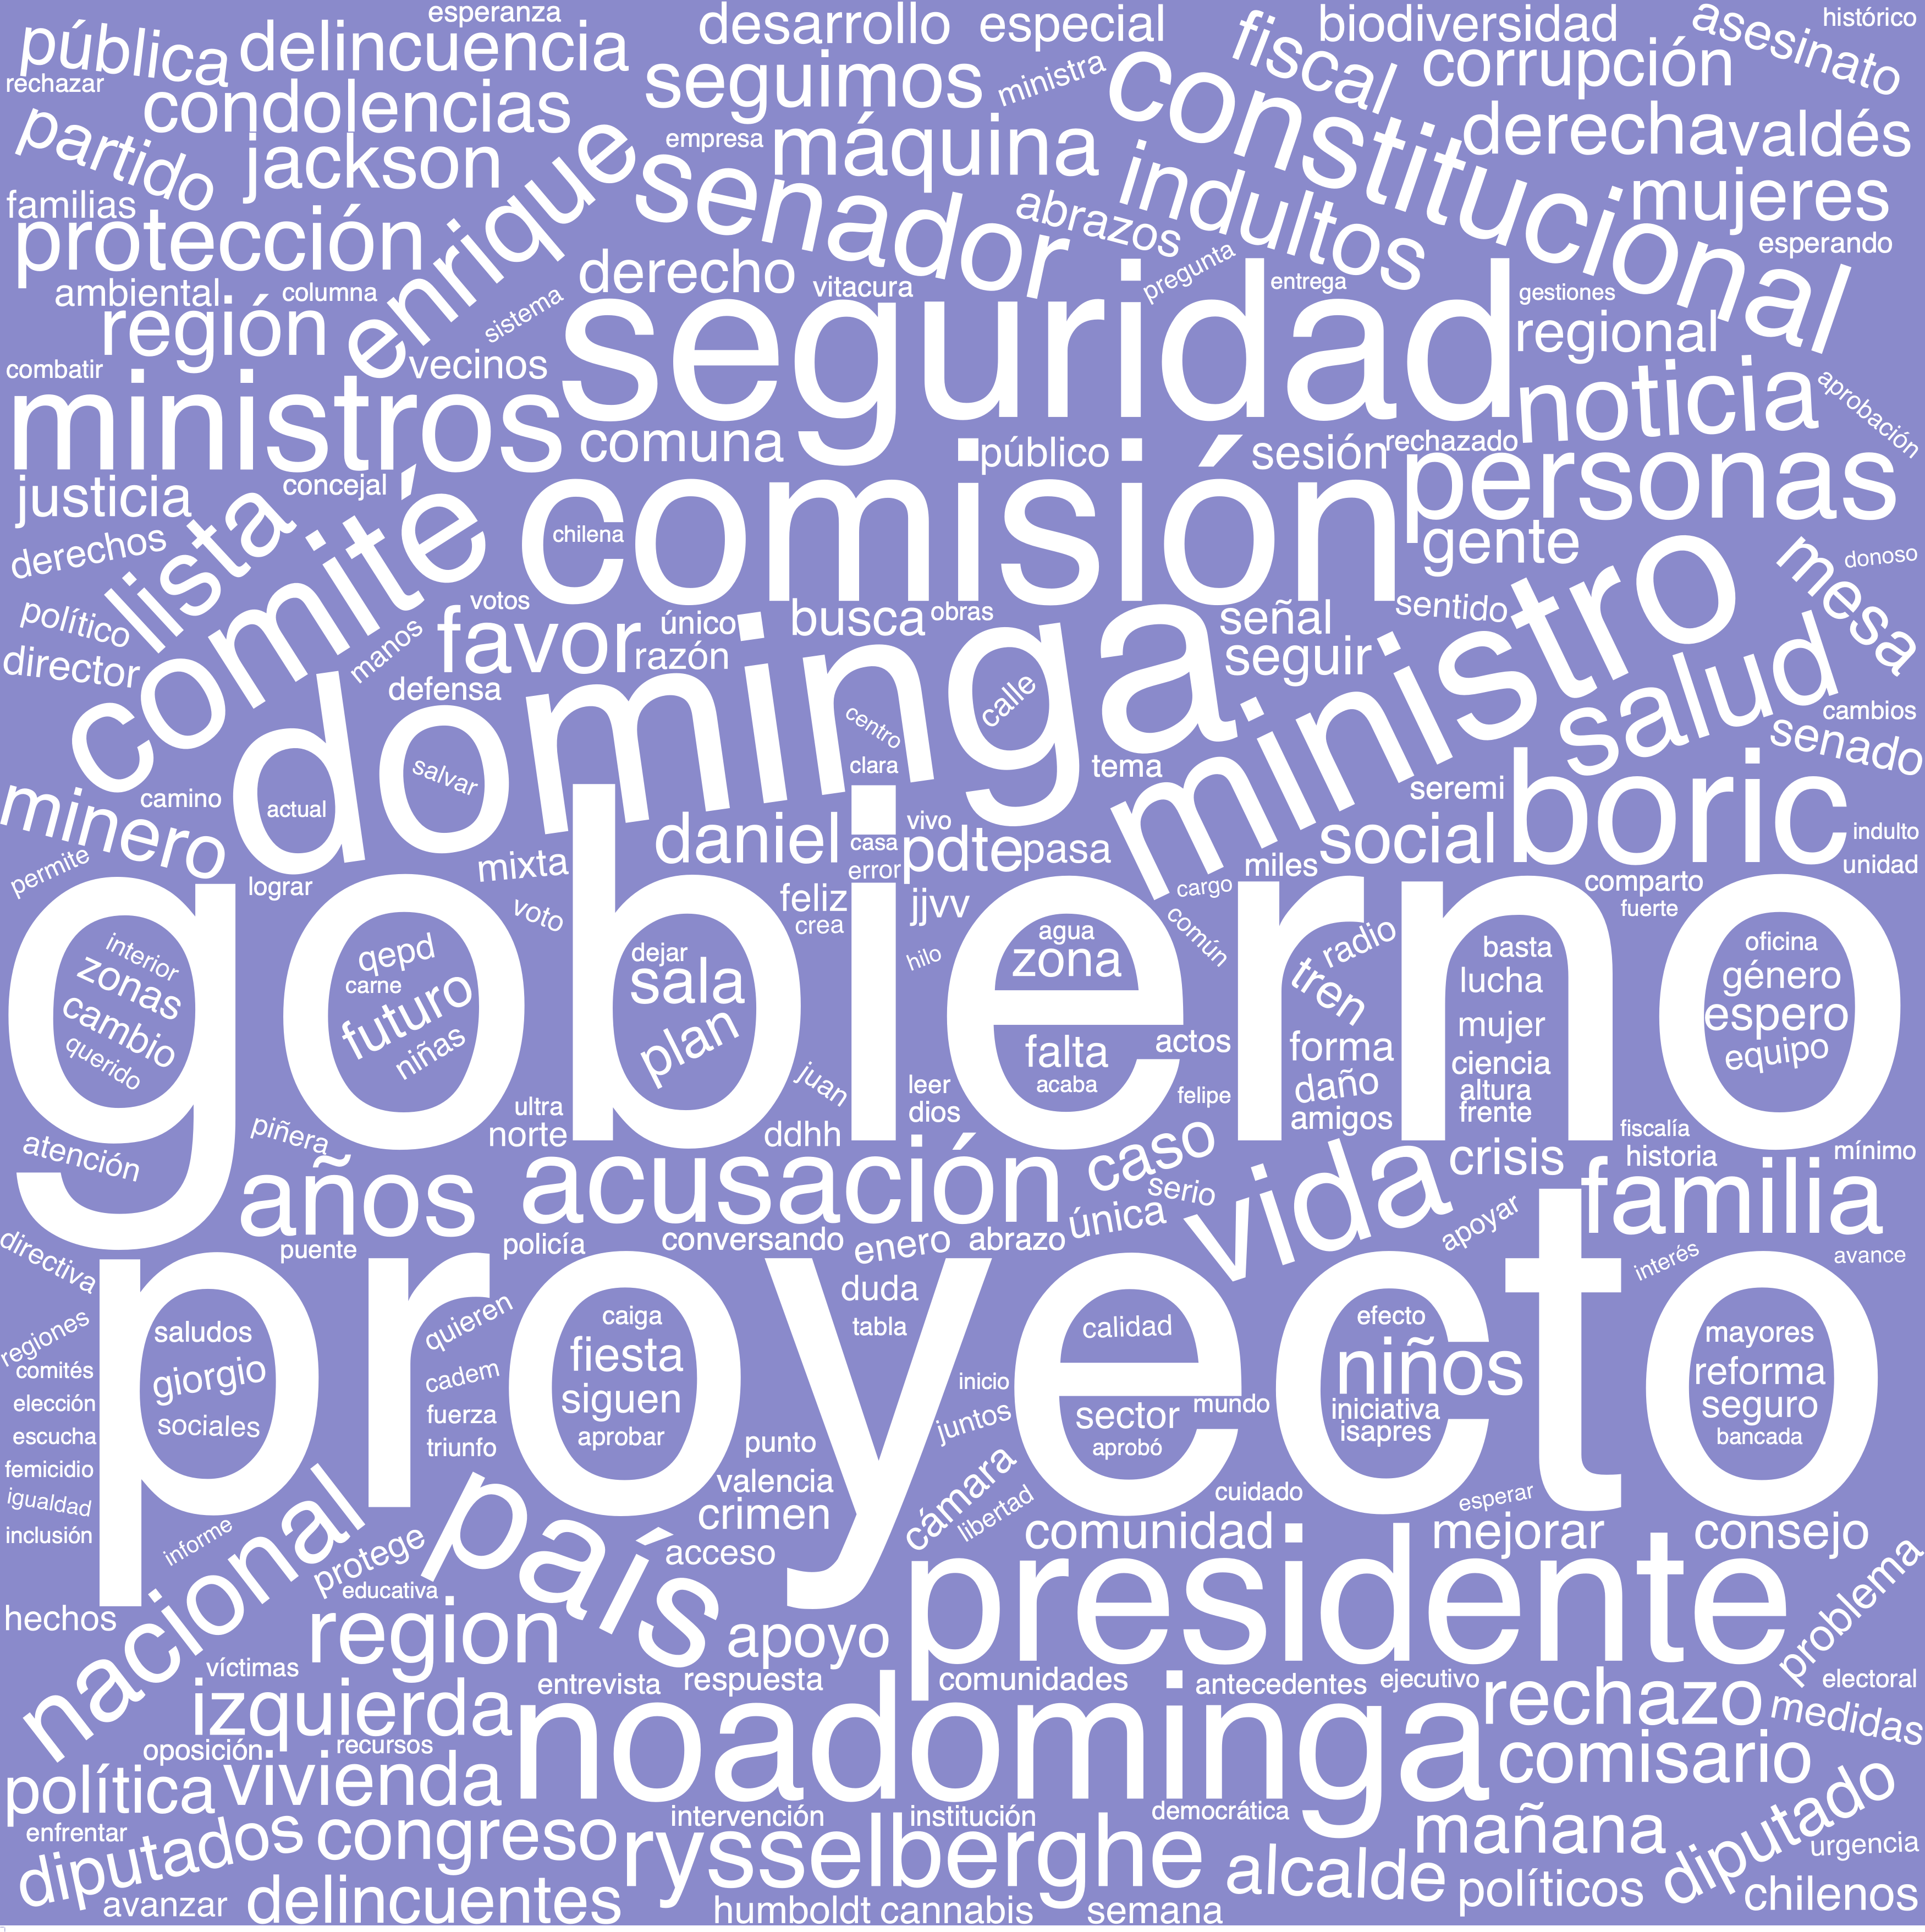 esperanza
desarrollo
especial
biodiversidad
asesinato
histórico
pública
delincuencia
seguimos
ministra
constitucional
fiscal
corrupción
rechazar
condolencias
empresa
máquina
derecha
valdés
partido
jackson
enrique
senador
indultos
mujeres
familias
abrazos
protección
derecho
pregunta
esperando
ambiental
columna
vitacura
entrega
gestiones
región
sistema
seguridad
regional
combatir
vecinos
ministros
noticia
aprobación
comuna
público
sesión
rechazado
justicia
concejal
personas
lista
comité
comisión
chilena
gente
derechos
mesa
donoso
político
votos
favor
único
busca
obras
señal
sentido
ministro
director
manos
razón
seguir
salud
defensa
dominga
calle
centro
cambios
senado
salvar
clara
tema
camino
actual
seremi
boric
minero
daniel
vivo
indulto
mixta
casa
pdte
pasa
social
permite
error
miles
unidad
lograr
feliz
jjvv
cargo
comparto
voto
crea
común
fuerte
gobierno
interior
qepd
dejar
hilo
agua
radio
basta
oficina
zonas
carne
sala
zona
tren
lucha
género
cambio
futuro
plan
mujer
espero
querido
niñas
falta
actos
forma
ciencia
equipo
juan
leer
acaba
felipe
daño
altura
ultra
dios
amigos
frente
piñera
norte
ddhh
fiscalía
atención
caso
crisis
historia
mínimo
años
acusación
serio
vida
familia
única
apoyar
directiva
puente
policía
conversando
enero
abrazo
interés
avance
proyecto
duda
regiones
saludos
quieren
caiga
tabla
calidad
efecto
mayores
comités
giorgio
cadem
fiesta
inicio
niños
reforma
elección
sociales
fuerza
siguen
juntos
sector
mundo
iniciativa
seguro
escucha
triunfo
aprobar
punto
aprobó
isapres
bancada
femicidio
valencia
cámara
igualdad
nacional
país
crimen
libertad
cuidado
esperar
inclusión
informe
protege
acceso
comunidad
mejorar
consejo
educativa
presidente
problema
hechos
region
apoyo
víctimas
entrevista
respuesta
comunidades
antecedentes
ejecutivo
electoral
izquierda
noadominga
rechazo
medidas
oposición
recursos
comisario
política
vivienda
enfrentar
intervención
institución
democrática
diputado
diputados
congreso
rysselberghe
mañana
urgencia
avanzar
delincuentes
alcalde
políticos
chilenos
humboldt
cannabis
semana